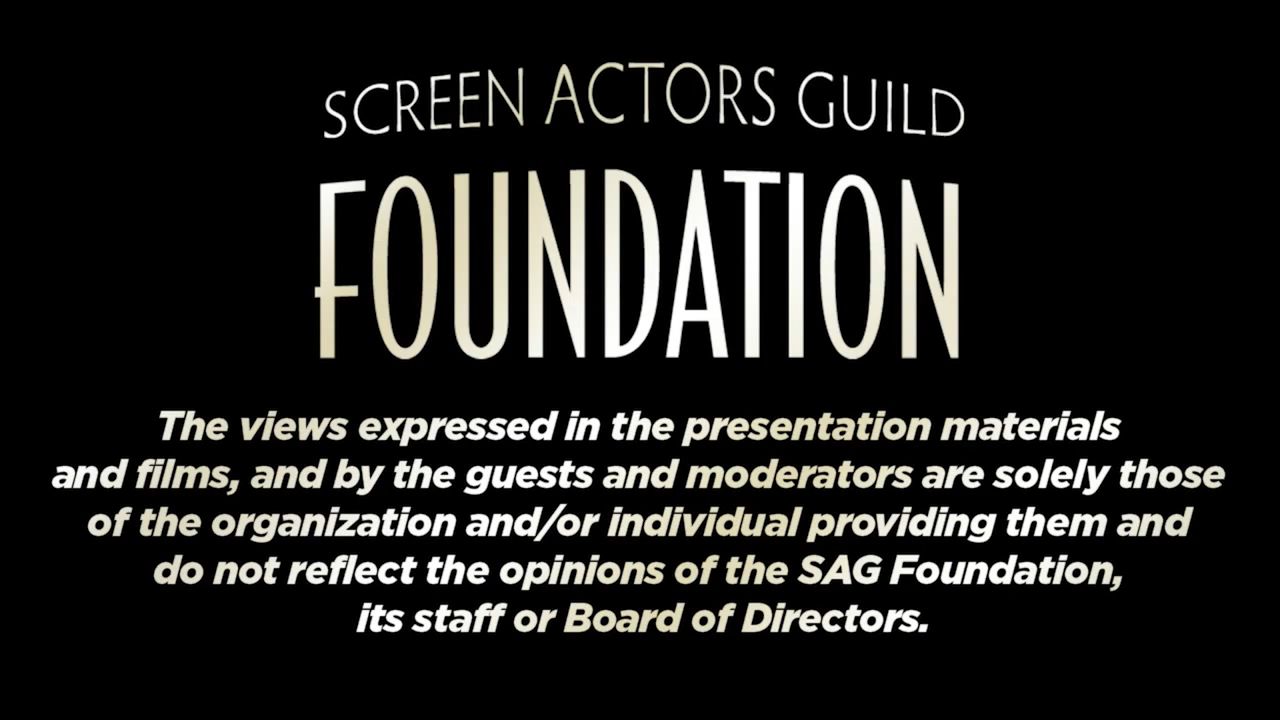 SCREEN ACTORS GUILD
FOUNDATION
The views expressed in the presentation materials
and films, and by the guests and moderators are solely those
of the organization and/or individual providing them and
do not reflect the opinions of the SAG Foundation,
its staff or Board of Directors.